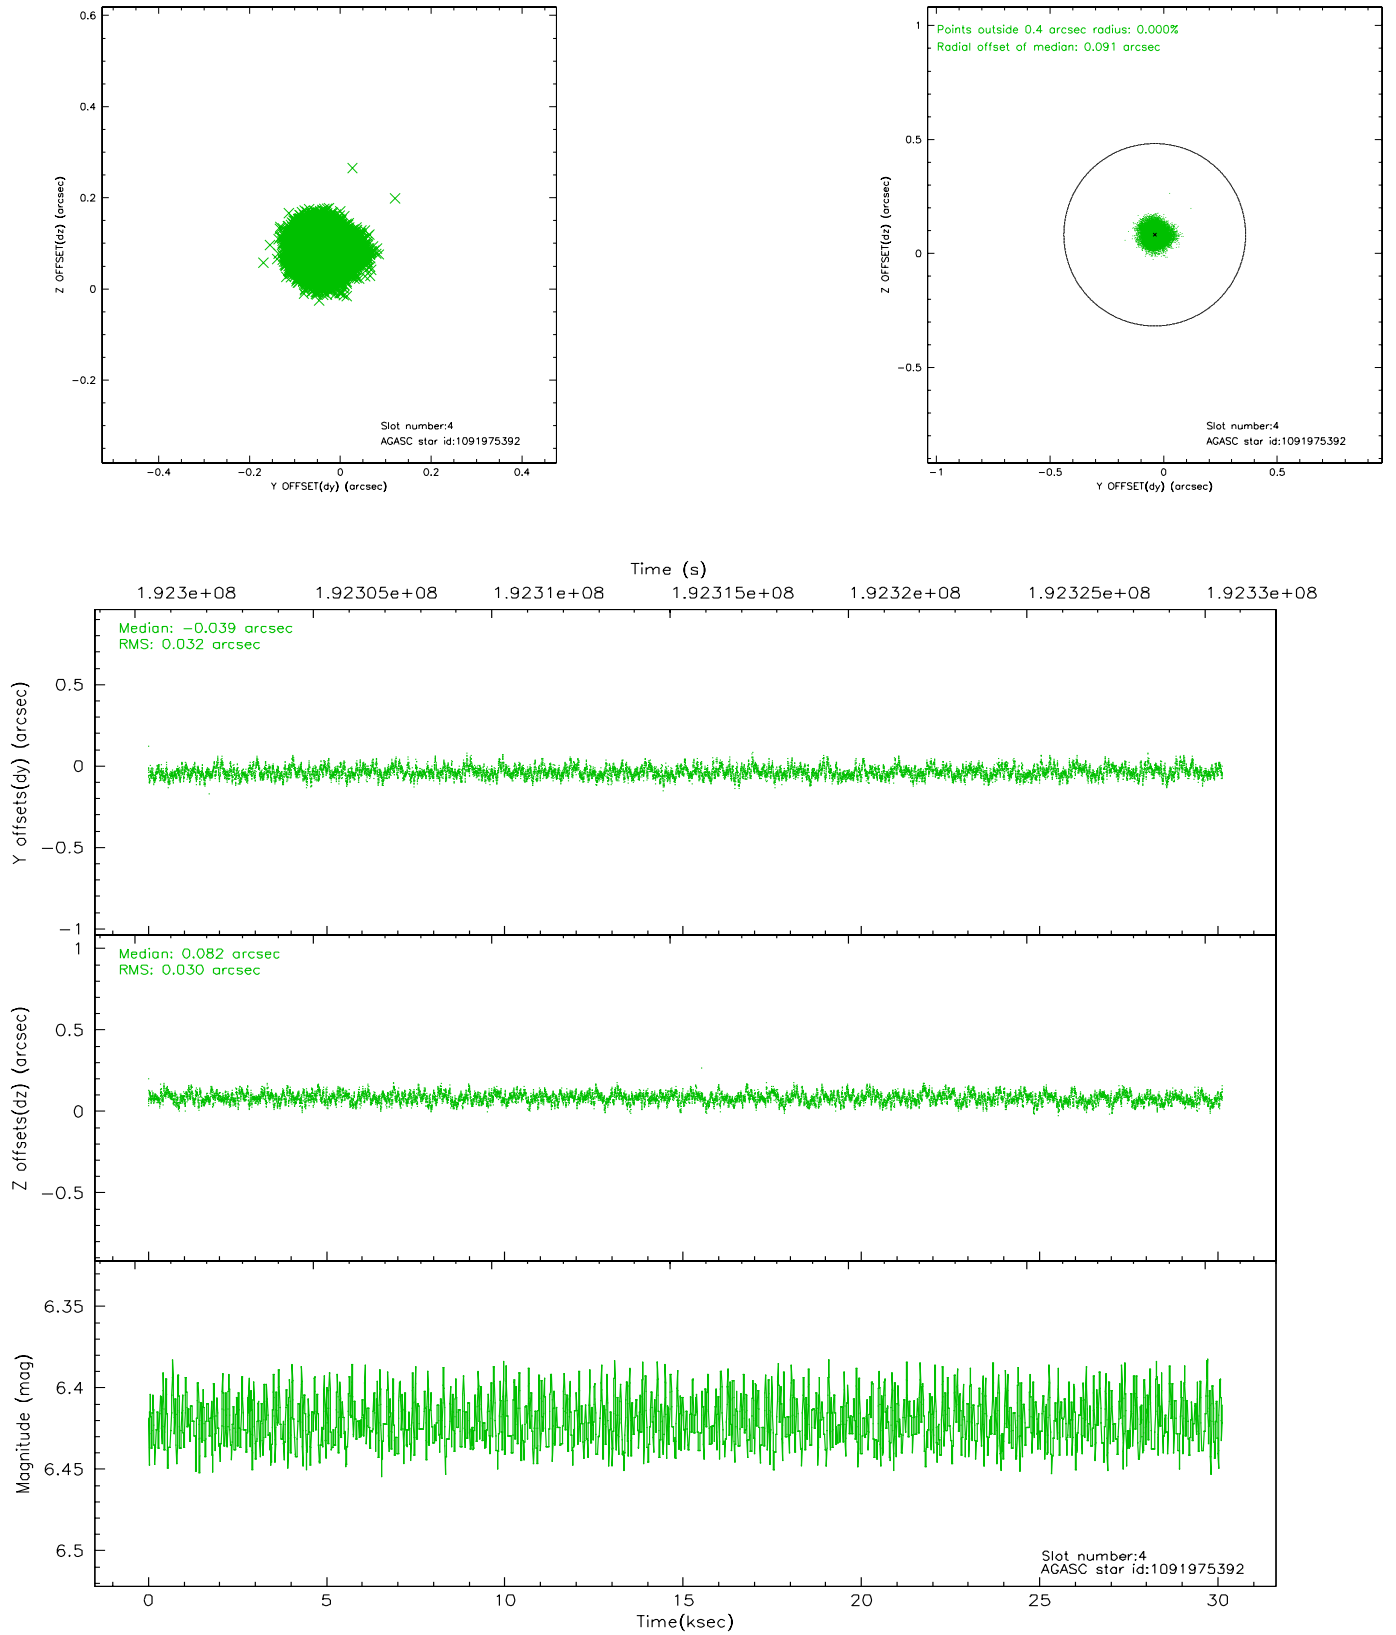 0.6
0.4
0.2
0
−0.2
Z OFFSET(dz) (arcsec)
Slot number:4
AGASC star id:1091975392
−0.4 −0.2 0 0.2 0.4
Y OFFSET(dy) (arcsec)
Points outside 0.4 arcsec radius: 0.000%
Radial offset of median: 0.091 arcsec
1
0.5
0
−0.5
Z OFFSET(dz) (arcsec)
Slot number:4
AGASC star id:1091975392
−1 −0.5 0 0.5
Y OFFSET(dy) (arcsec)
Time (s)
1.923e+08 1.92305e+08 1.9231e+08 1.92315e+08 1.9232e+08 1.92325e+08 1.9233e+08
Median: −0.039 arcsec
RMS: 0.032 arcsec
0.5
0
−0.5
−1
Y offsets(dy) (arcsec)
Median: 0.082 arcsec
RMS: 0.030 arcsec
1
0.5
0
−0.5
Z offsets(dz) (arcsec)
6.35
6.4
6.45
6.5
Magnitude (mag)
Slot number:4
AGASC star id:1091975392
0 5 10 15 20 25 30
Time(ksec)